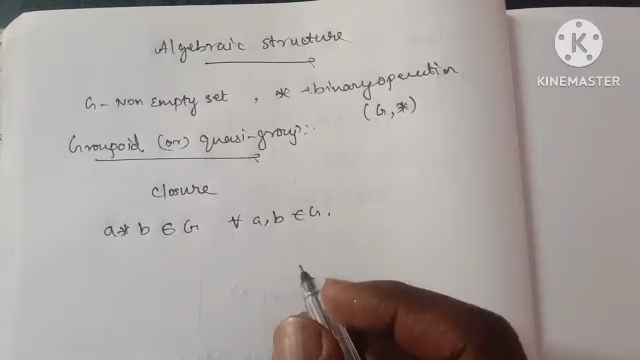 Algebraic structure
G - Non Empty set , * → binary operation
(G, *)
Groupoid (or) quasi-group:-
closure
a * b ∈ G ∀ a, b ∈ G.
KINEMASTER